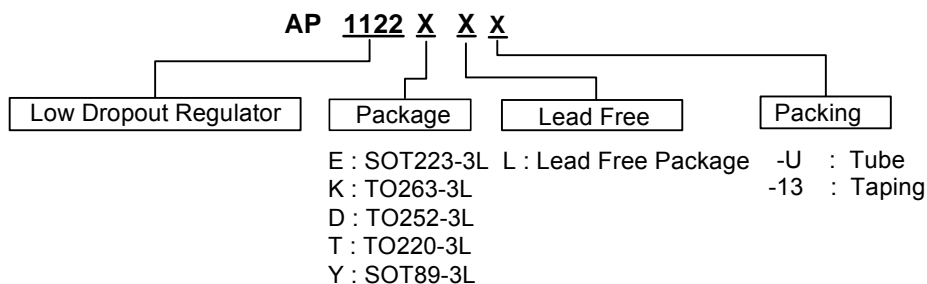 AP 1122 X X X
Low Dropout Regulator
Package
Lead Free
Packing
E : SOT223-3L
K : TO263-3L
D : TO252-3L
T : TO220-3L
Y : SOT89-3L
L : Lead Free Package
-U : Tube
-13 : Taping